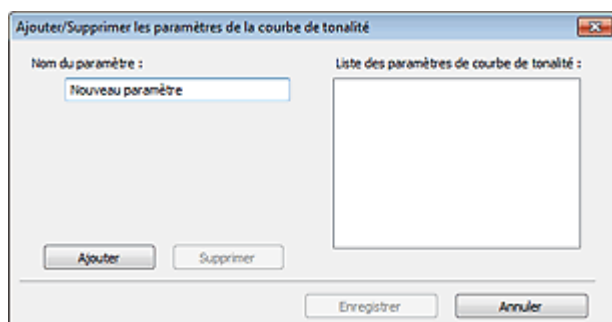 Ajouter/Supprimer les paramètres de la courbe de tonalité
Nom du paramètre :
Liste des paramètres de courbe de tonalité :
Nouveau paramètre
Ajouter
Supprimer
Enregistrer
Annuler